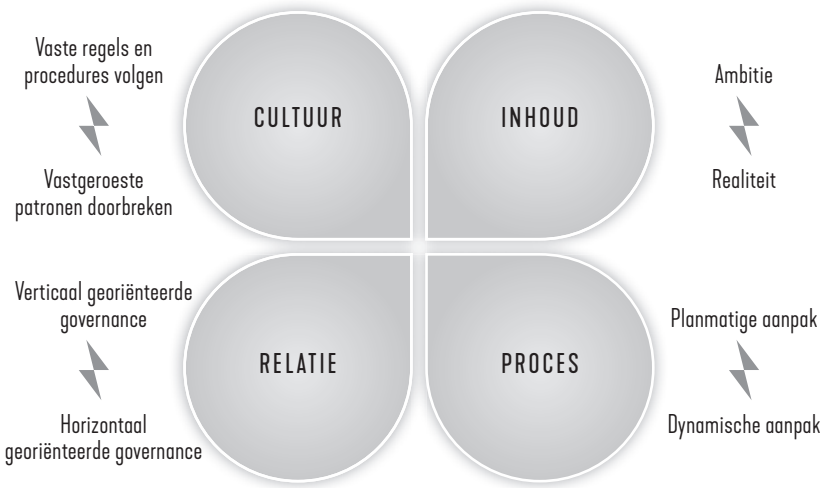 Vaste regels en
procedures volgen
Vastgeroeste
patronen doorbreken
CULTUUR
INHOUD
Ambitie
Realiteit
Verticaal georiënteerde
governance
Horizontaal
georiënteerde governance
RELATIE
PROCES
Planmatige aanpak
Dynamische aanpak